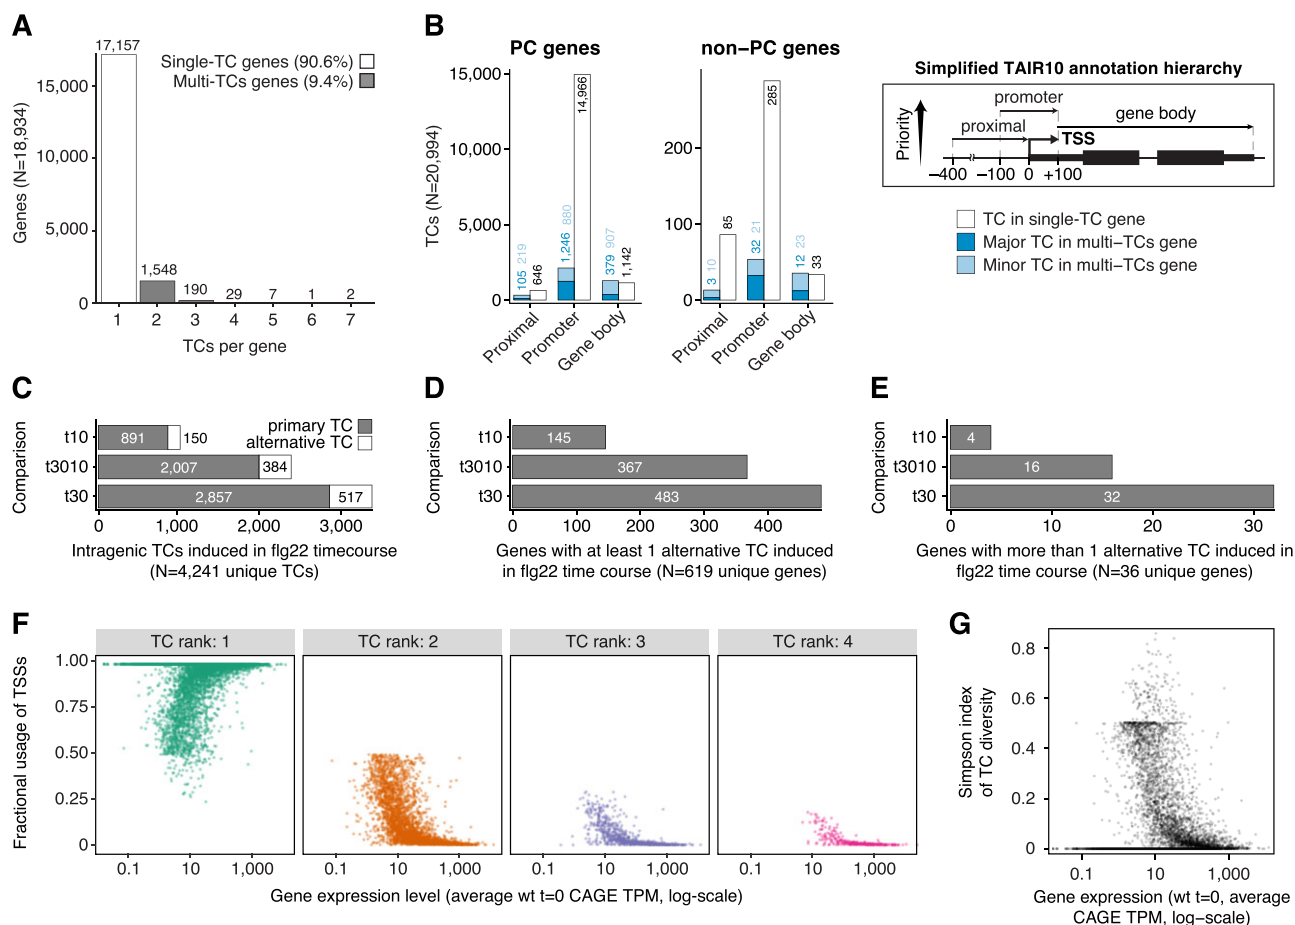 A
17,157
Single-TC genes (90.6%)
Multi-TCs genes (9.4%)
Genes (N=18,934)
15,000
10,000
5,000
0
1,548
190
29
7
1
2
1 2 3 4 5 6 7
TCs per gene
B
PC genes
non−PC genes
TCs (N=20,994)
15,000
10,000
5,000
0
105 219
646
1,246 880
14,966
379 907
1,142
Proximal
Promoter
Gene body
200
100
0
3 10
85
32 21
285
12 23
33
Proximal
Promoter
Gene body
Simplified TAIR10 annotation hierarchy
Priority
promoter
proximal
gene body
TSS
−400 −100 0 +100
TC in single-TC gene
Major TC in multi−TCs gene
Minor TC in multi−TCs gene
C
Comparison
t10
t3010
t30
primary TC
alternative TC
891 150
2,007 384
2,857 517
0 1,000 2,000 3,000
Intragenic TCs induced in flg22 timecourse
(N=4,241 unique TCs)
D
Comparison
t10
t3010
t30
145
367
483
0 100 200 300 400
Genes with at least 1 alternative TC induced
in flg22 time course (N=619 unique genes)
E
Comparison
t10
t3010
t30
4
16
32
0 10 20 30
Genes with more than 1 alternative TC induced in
flg22 time course (N=36 unique genes)
F
TC rank: 1
TC rank: 2
TC rank: 3
TC rank: 4
Fractional usage of TSSs
1.00
0.75
0.50
0.25
0
0.1 10 1,000
0.1 10 1,000
0.1 10 1,000
0.1 10 1,000
Gene expression level (average wt t=0 CAGE TPM, log-scale)
G
Simpson index
of TC diversity
0.8
0.6
0.4
0.2
0
0.1 10 1,000
Gene expression (wt t=0, average
CAGE TPM, log−scale)